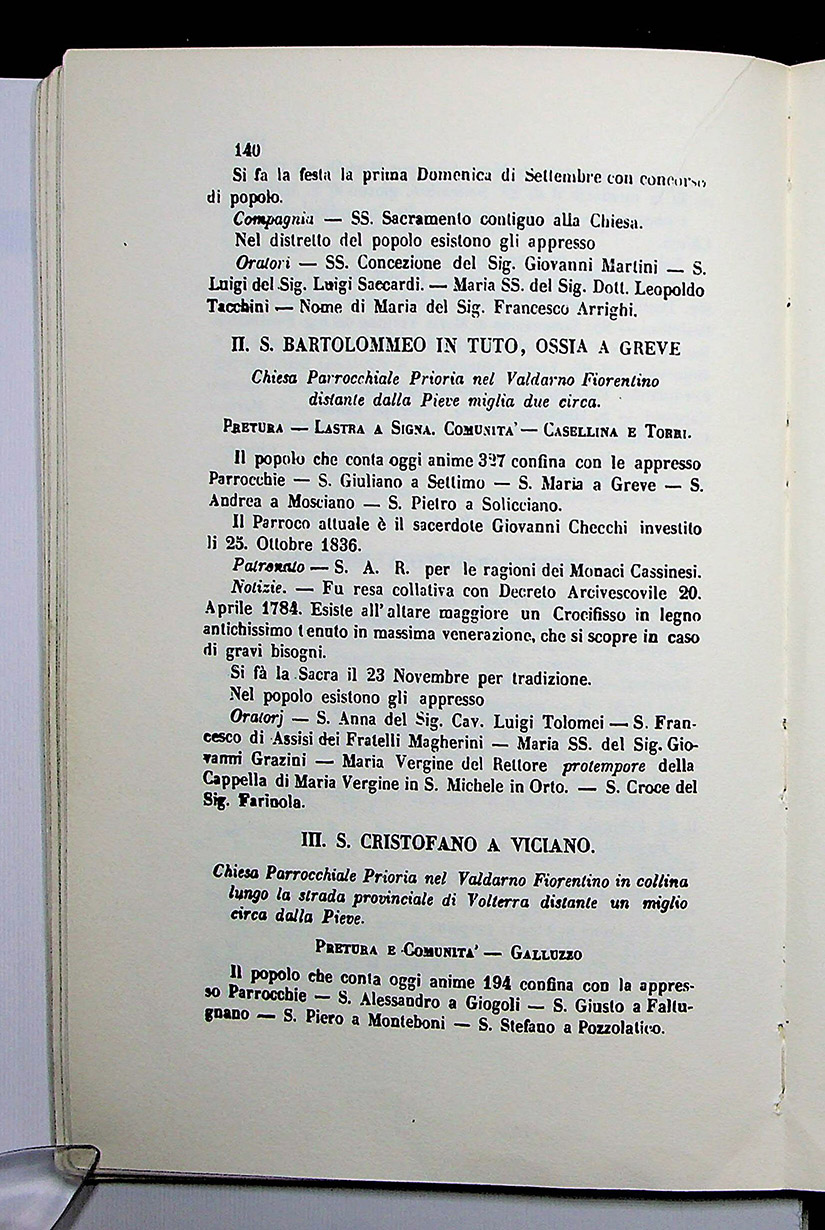 140
Si fa la festa la prima Domenica di Settembre con concorso
di popolo.
Compagnia — SS. Sacramento contiguo alla Chiesa.
Nel distretto del popolo esistono gli appresso
Oratori — SS. Concezione del Sig. Giovanni Martini — S.
Luigi del Sig. Luigi Saccardi. — Maria SS. del Sig. Dott. Leopoldo
Tacchini — Nome di Maria del Sig. Francesco Arrighi.
II. S. BARTOLOMMEO IN TUTO, OSSIA A GREVE
Chiesa Parrocchiale Prioria nel Valdarno Fiorentino
distante dalla Pieve miglia due circa.
PRETURA — LASTRA A SIGNA. COMUNITA' — CASELLINA E TORRI.
Il popolo che conta oggi anime 327 confina con le appresso
Parrocchie — S. Giuliano a Settimo — S. Maria a Greve — S.
Andrea a Mosciano — S. Pietro a Solicciano.
Il Parroco attuale è il sacerdote Giovanni Checchi investito
li 25. Ottobre 1836.
Patronato — S. A. R. per le ragioni dei Monaci Cassinesi.
Notizie. — Fu resa collativa con Decreto Arcivescovile 20.
Aprile 1784. Esiste all'altare maggiore un Crocifisso in legno
antichissimo tenuto in massima venerazione, che si scopre in caso
di gravi bisogni.
Si fà la Sacra il 23 Novembre per tradizione.
Nel popolo esistono gli appresso
Oratorj — S. Anna del Sig. Cav. Luigi Tolomei — S. Fran-
cesco di Assisi dei Fratelli Magherini — Maria SS. del Sig. Gio-
vanni Grazini — Maria Vergine del Rettore protempore della
Cappella di Maria Vergine in S. Michele in Orto. — S. Croce del
Sig. Farinola.
III. S. CRISTOFANO A VICIANO.
Chiesa Parrocchiale Prioria nel Valdarno Fiorentino in collina
lungo la strada provinciale di Volterra distante un miglio
circa dalla Pieve.
PRETURA E COMUNITA' — GALLUZZO
Il popolo che conta oggi anime 194 confina con la appres-
so Parrocchie — S. Alessandro a Giogoli — S. Giusto a Faltu-
gnano — S. Piero a Monteboni — S. Stefano a Pozzolatico.